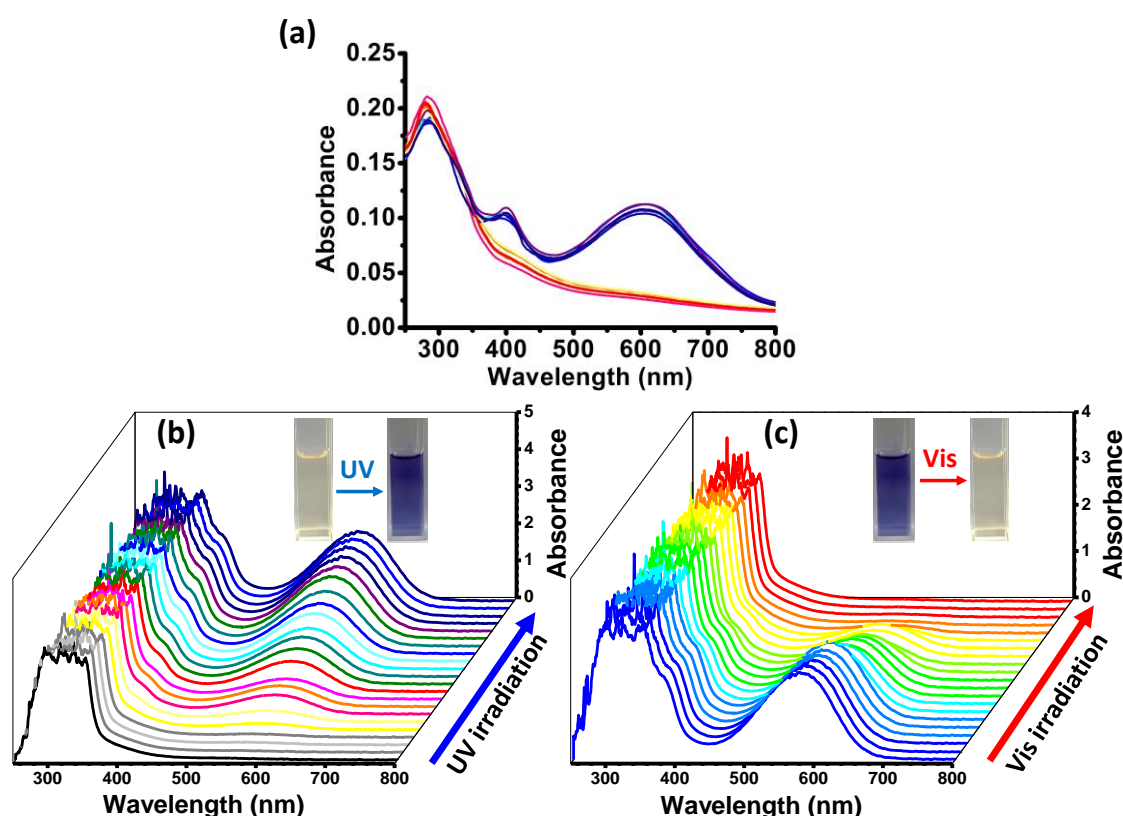 (a)
0.25
0.20
0.15
0.10
0.05
0.00
Absorbance
300 400 500 600 700 800
Wavelength (nm)
(b)
UV
5
4
3
2
1
0
Absorbance
UV irradiation
300 400 500 600 700 800
Wavelength (nm)
(c)
Vis
4
3
2
1
0
Absorbance
Vis irradiation
300 400 500 600 700 800
Wavelength (nm)